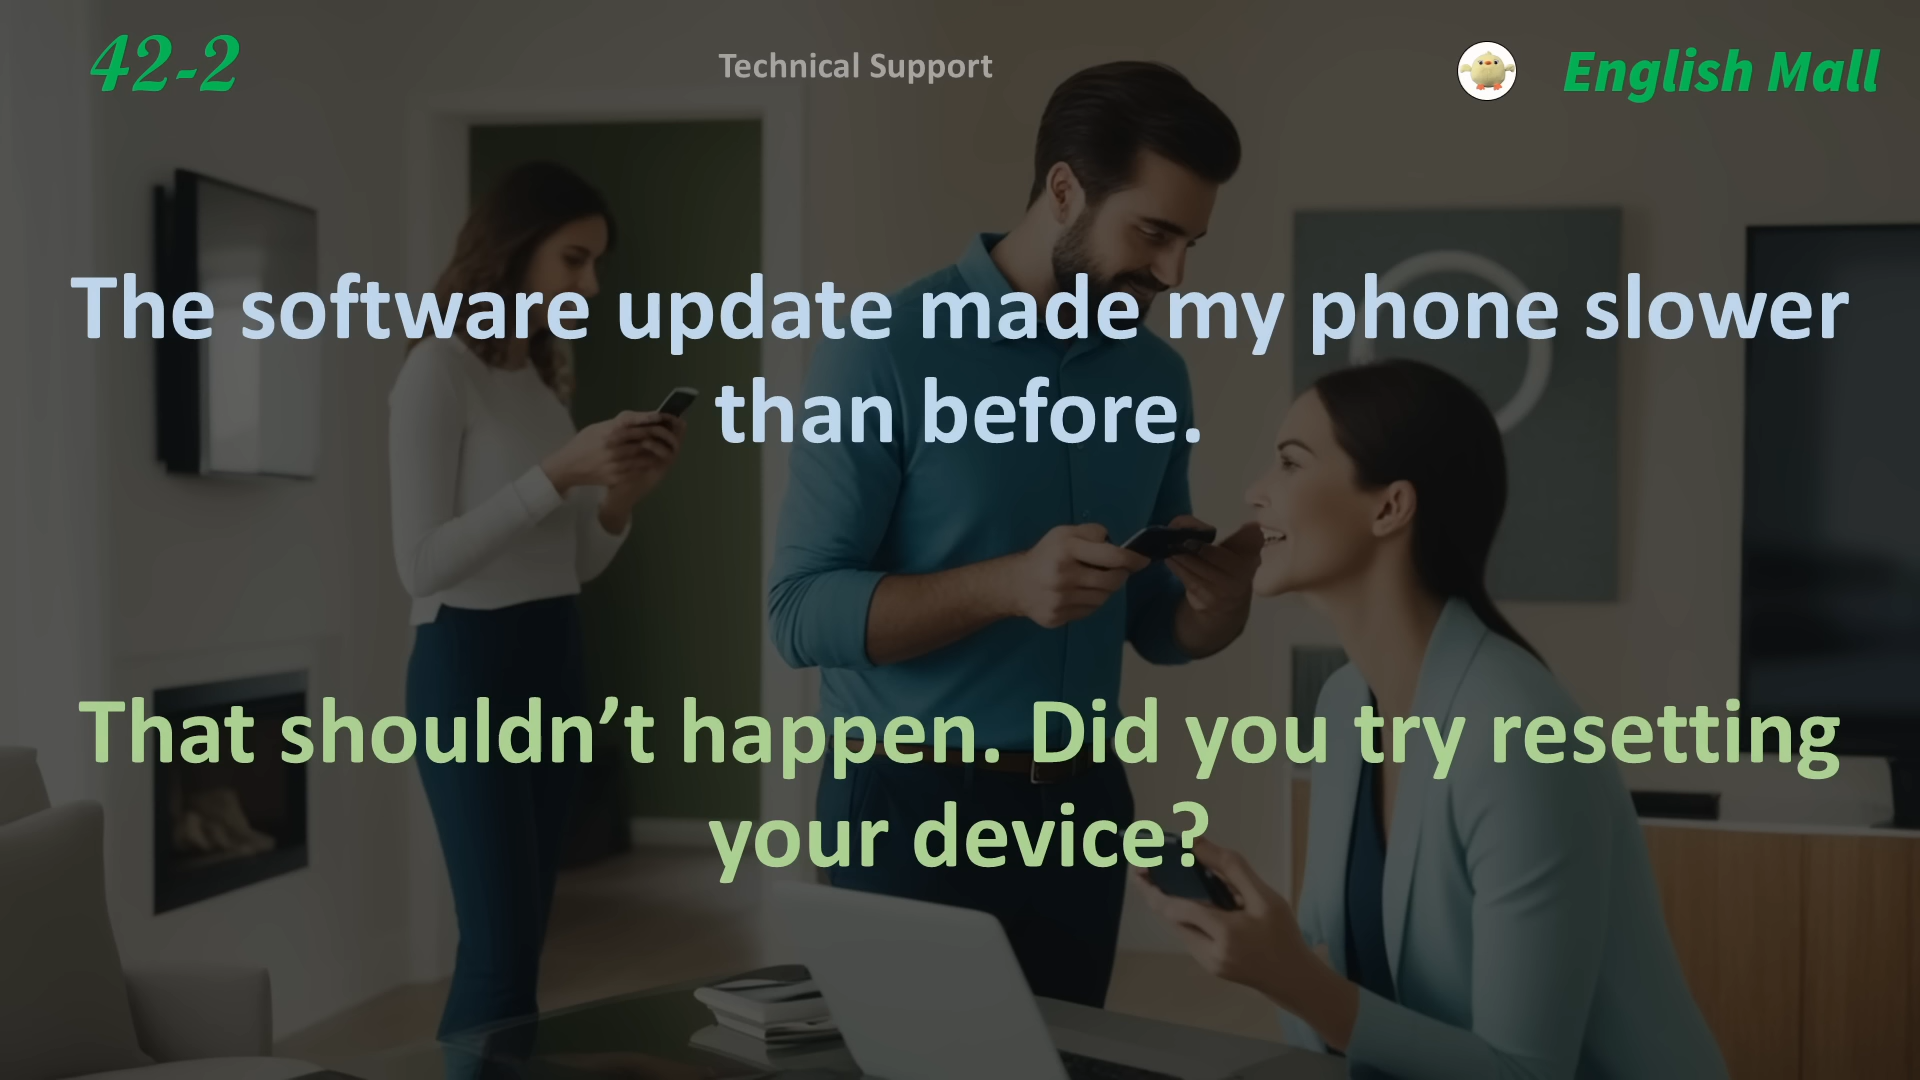 42-2
Technical Support
English Mall
The software update made my phone slower
than before.
That shouldn’t happen. Did you try resetting
your device?